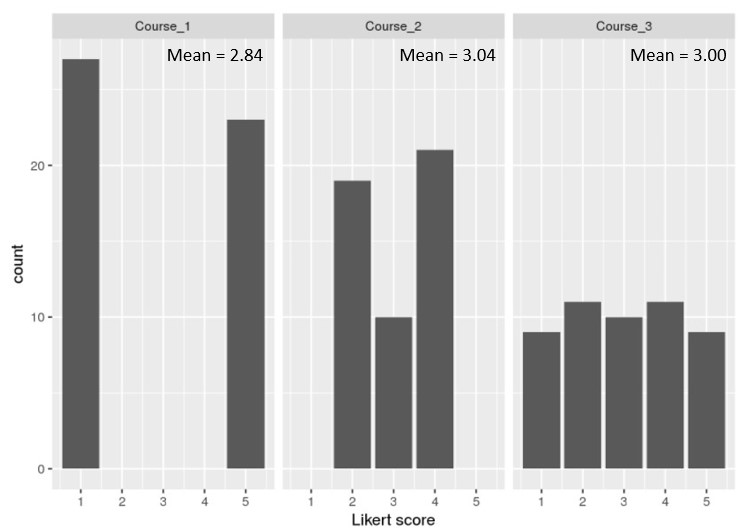 Course_1 Course_2 Course_3
Mean = 2.84 Mean = 3.04 Mean = 3.00
20
count
10
0
1 2 3 4 5 1 2 3 4 5 1 2 3 4 5
Likert score